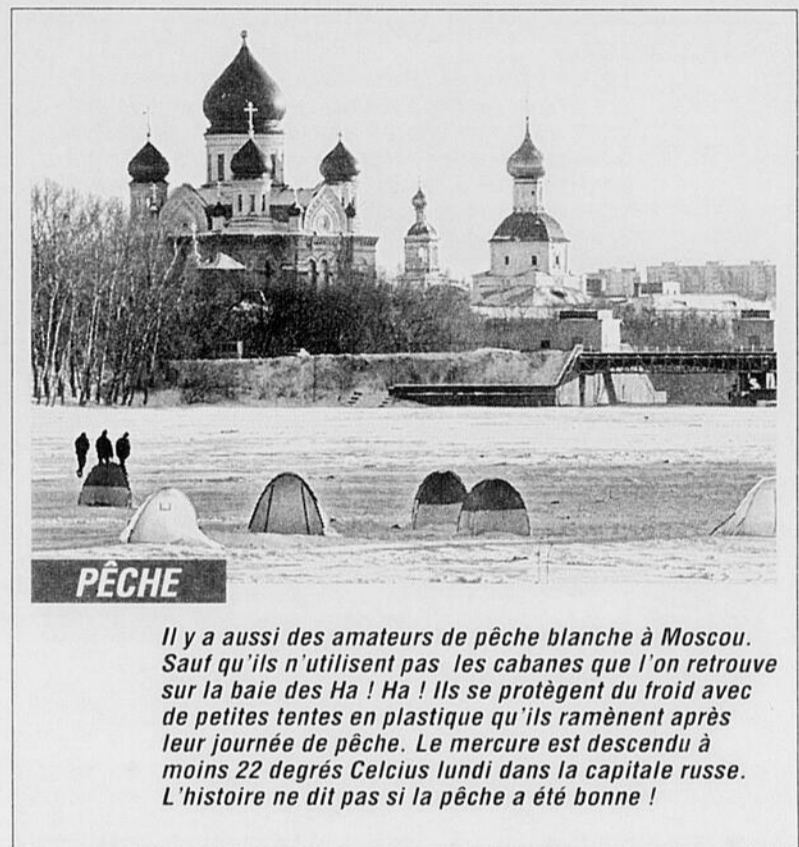 PÊCHE
Il y a aussi des amateurs de pêche blanche à Moscou.
Sauf qu'ils n'utilisent pas les cabanes que l'on retrouve
sur la baie des Ha ! Ha ! Ils se protègent du froid avec
de petites tentes en plastique qu'ils ramènent après
leur journée de pêche. Le mercure est descendu à
moins 22 degrés Celcius lundi dans la capitale russe.
L'histoire ne dit pas si la pêche a été bonne !